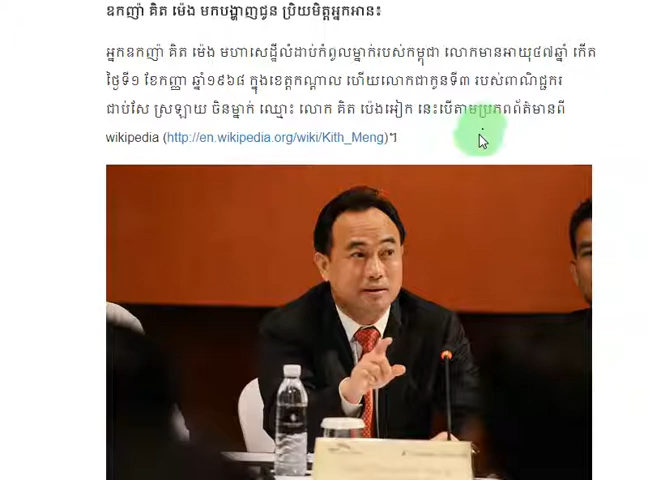 ឧកញ៉ា គិត ម៉េង មកបង្ហាញជូន ប្រិយមិត្តអ្នកអាន៖
អ្នកឧកញ៉ា គិត ម៉េង មហាសេដ្ឋីលំដាប់កំពូលម្នាក់របស់កម្ពុជា លោកមានអាយុ៤៧ឆ្នាំ កើត
ថ្ងៃទី១ ខែកញ្ញា ឆ្នាំ១៩៦៨ ក្នុងខេត្តកណ្តាល ហើយលោកជាកូនទី៣ របស់ពាណិជ្ជករ
ជាប់សែ ស្រឡាយ ចិនម្នាក់ ឈ្មោះ លោក គិត ប៉េងអៀក នេះបើតាមប្រភពព័ត៌មានពី
wikipedia (http://en.wikipedia.org/wiki/Kith_Meng)។